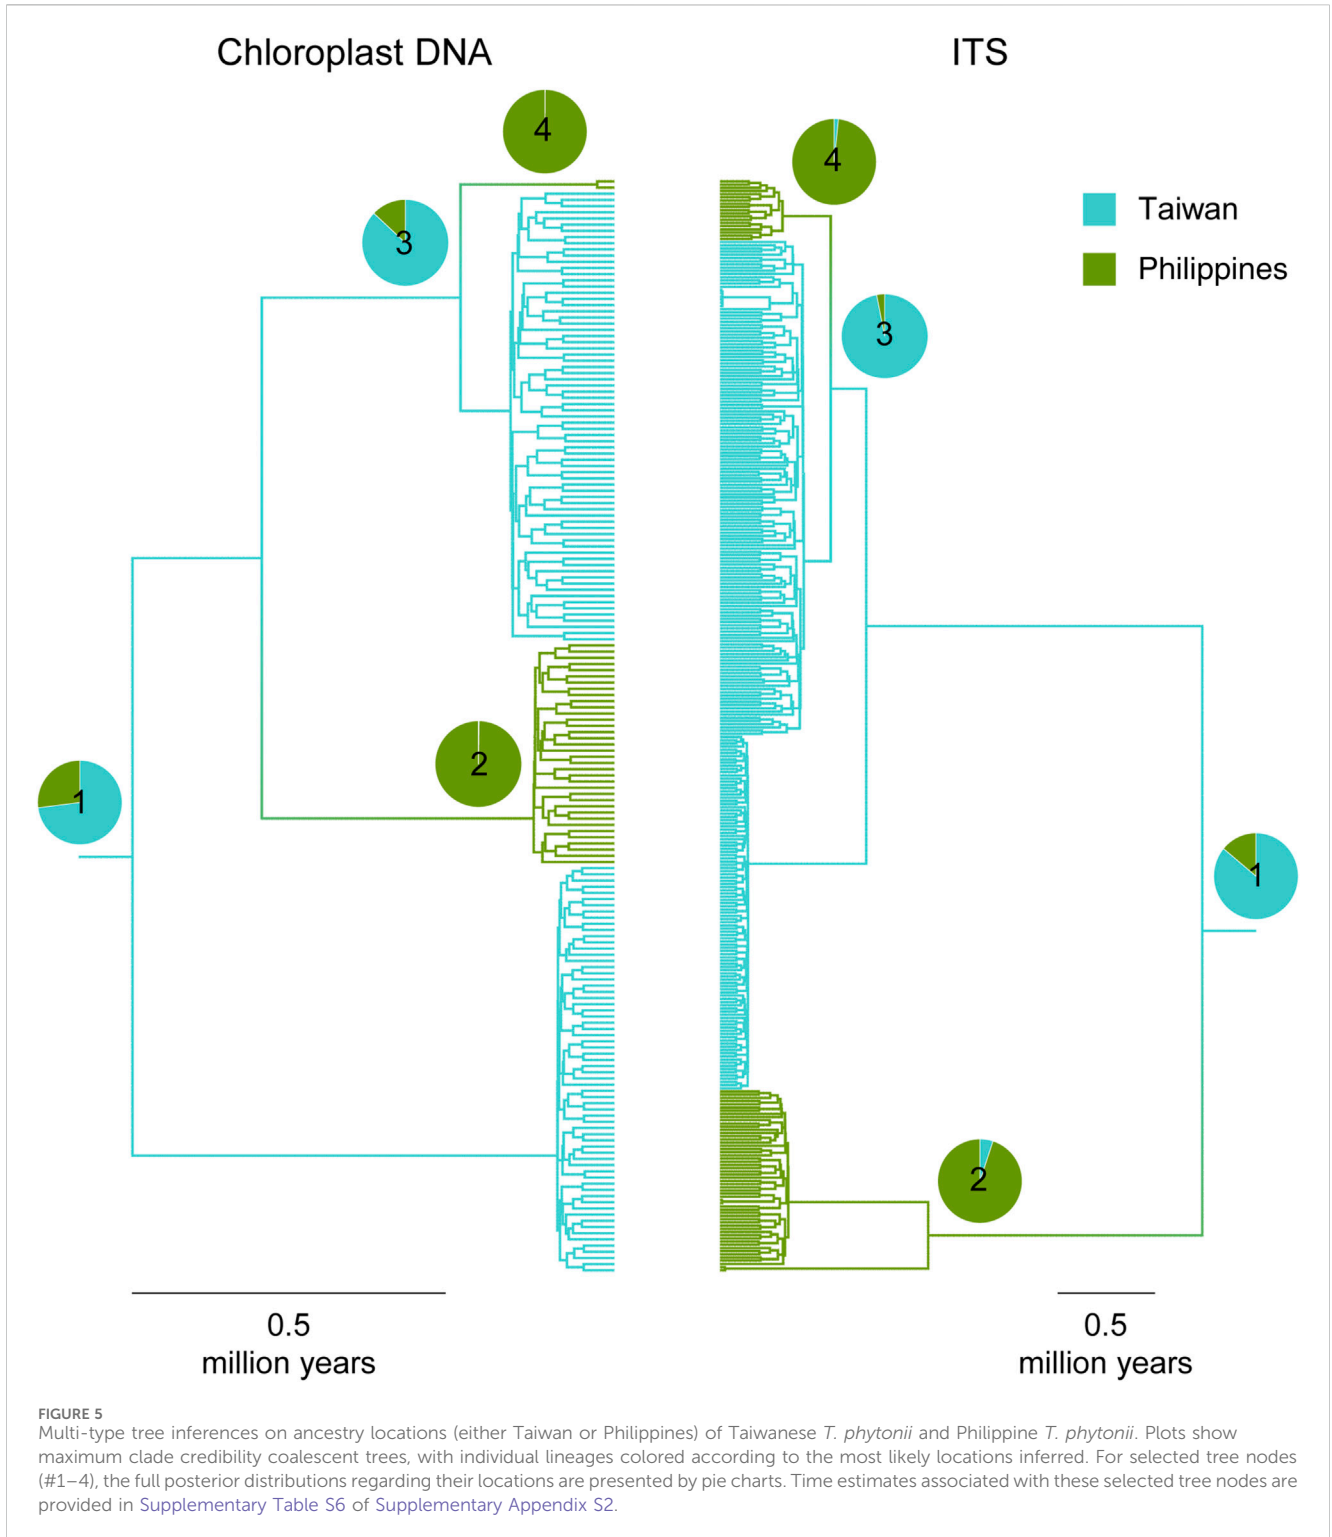 Chloroplast DNA
ITS
4
4
Taiwan
3
Philippines
3
2
1
1
2
0.5
million years
0.5
million years
FIGURE 5
Multi-type tree inferences on ancestry locations (either Taiwan or Philippines) of Taiwanese T. phytonii and Philippine T. phytonii. Plots show
maximum clade credibility coalescent trees, with individual lineages colored according to the most likely locations inferred. For selected tree nodes
(#1–4), the full posterior distributions regarding their locations are presented by pie charts. Time estimates associated with these selected tree nodes are
provided in Supplementary Table S6 of Supplementary Appendix S2.